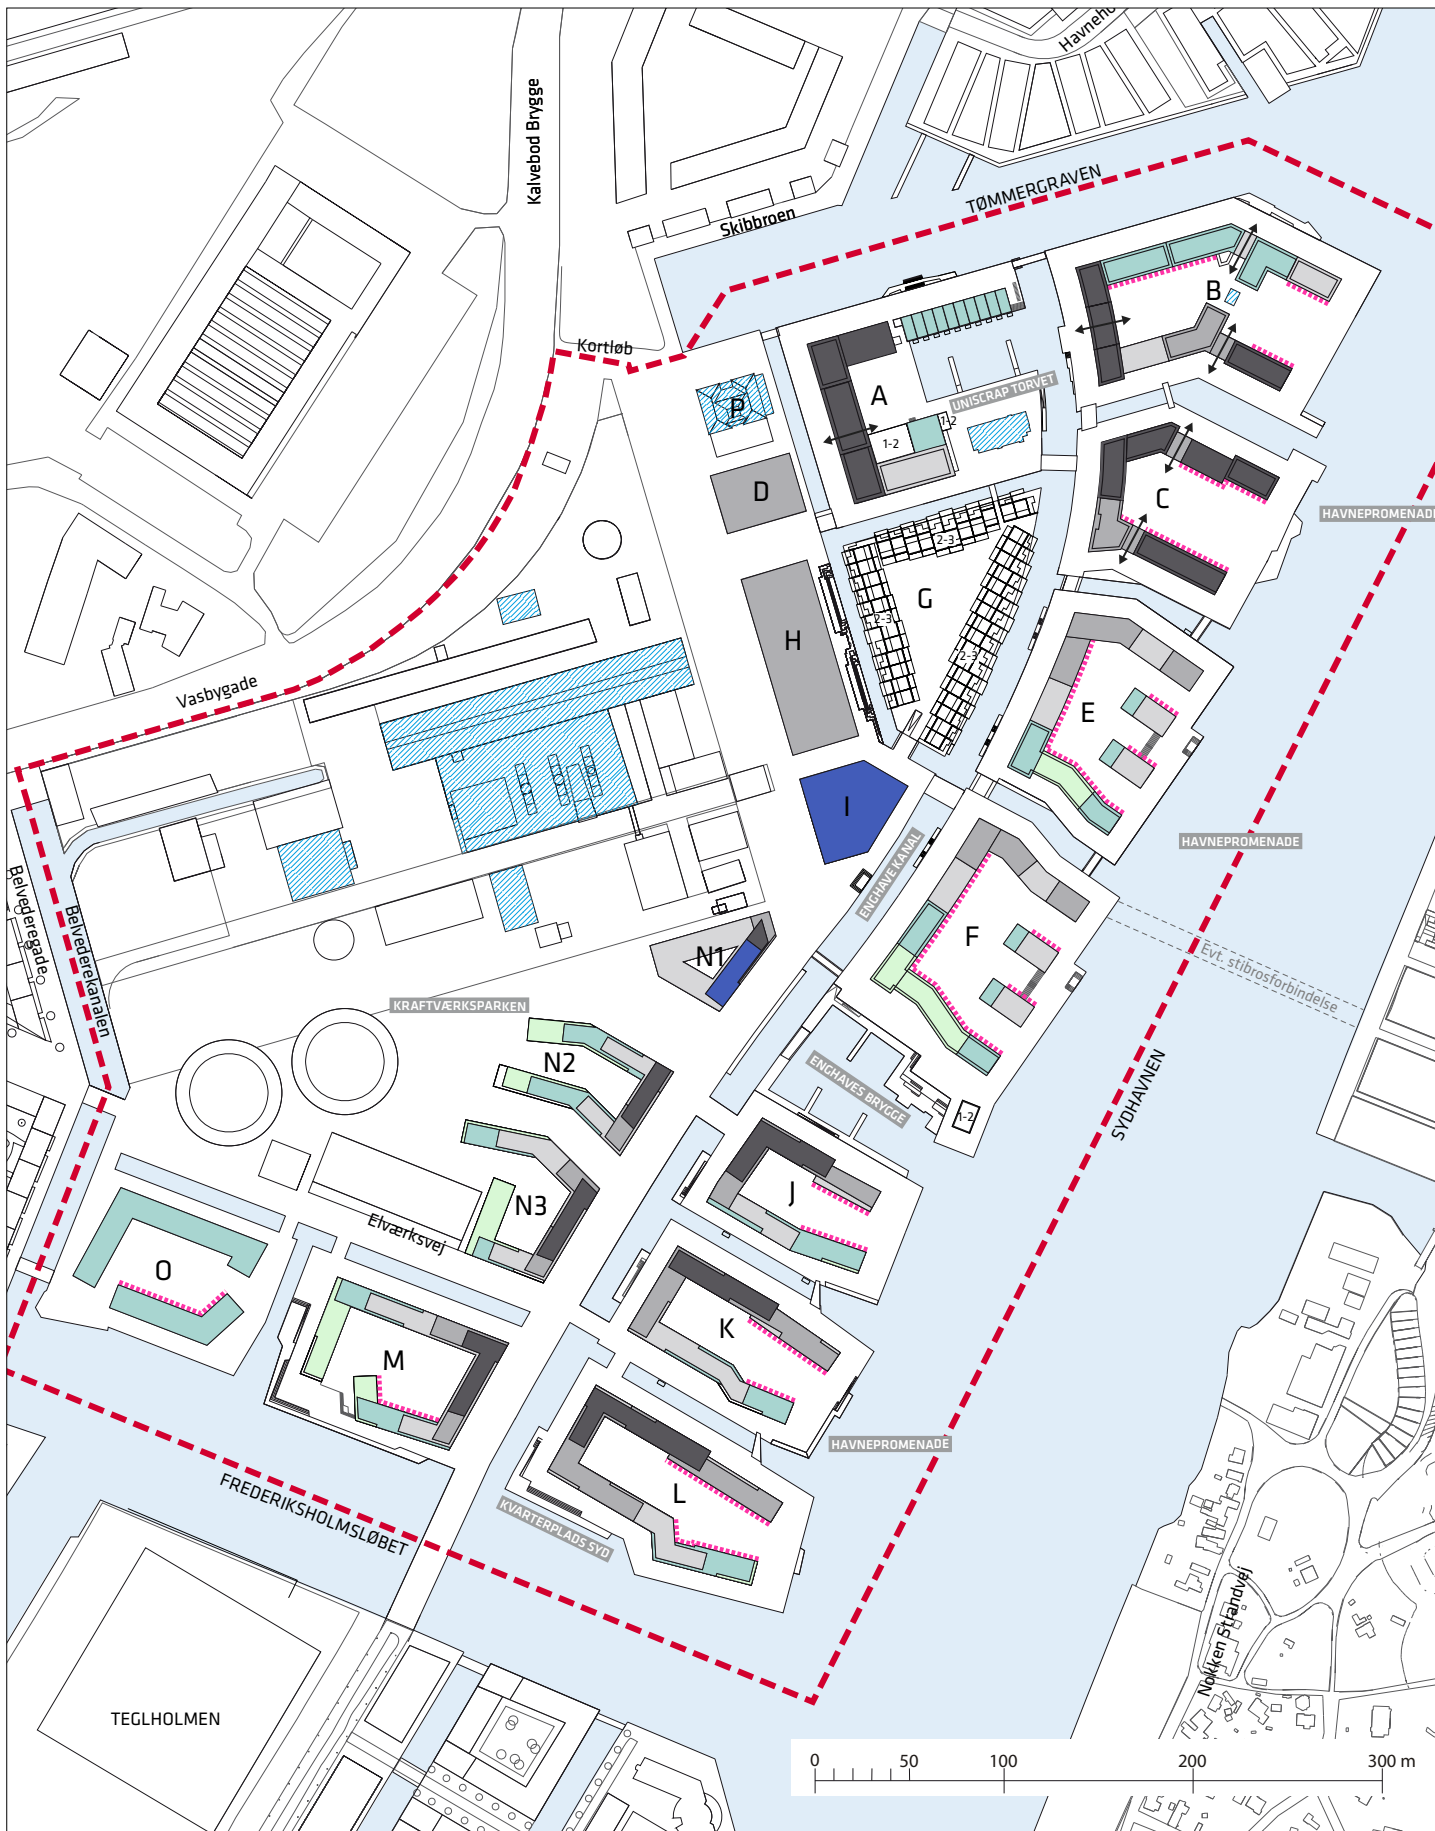 Havneho
Kalvebod Brygge
TØMMERGRAVEN
Skibbroen
B
Kortløb
UNISCRAP TORVET
P
A
1-2
1-2
D
C
HAVNEPROMENADE
2-3
G
2-3
H
2-3
Vasbygade
E
I
HAVNEPROMENADE
ENGHAVE KANAL
Belvederegade
Belvederekanalen
F
N1
Evt. stibrosforbindelse
KRAFTVÆRKSPARKEN
N2
ENGHAVES BRYGGE
1-2
SYDHAVNEN
J
N3
Elværksvej
O
K
M
HAVNEPROMENADE
L
FREDERIKSHOLMSLØBET
KVARTERPLADS SYD
Nokken Strandvej
TEGLHOLMEN
0 50 100 200 300 m